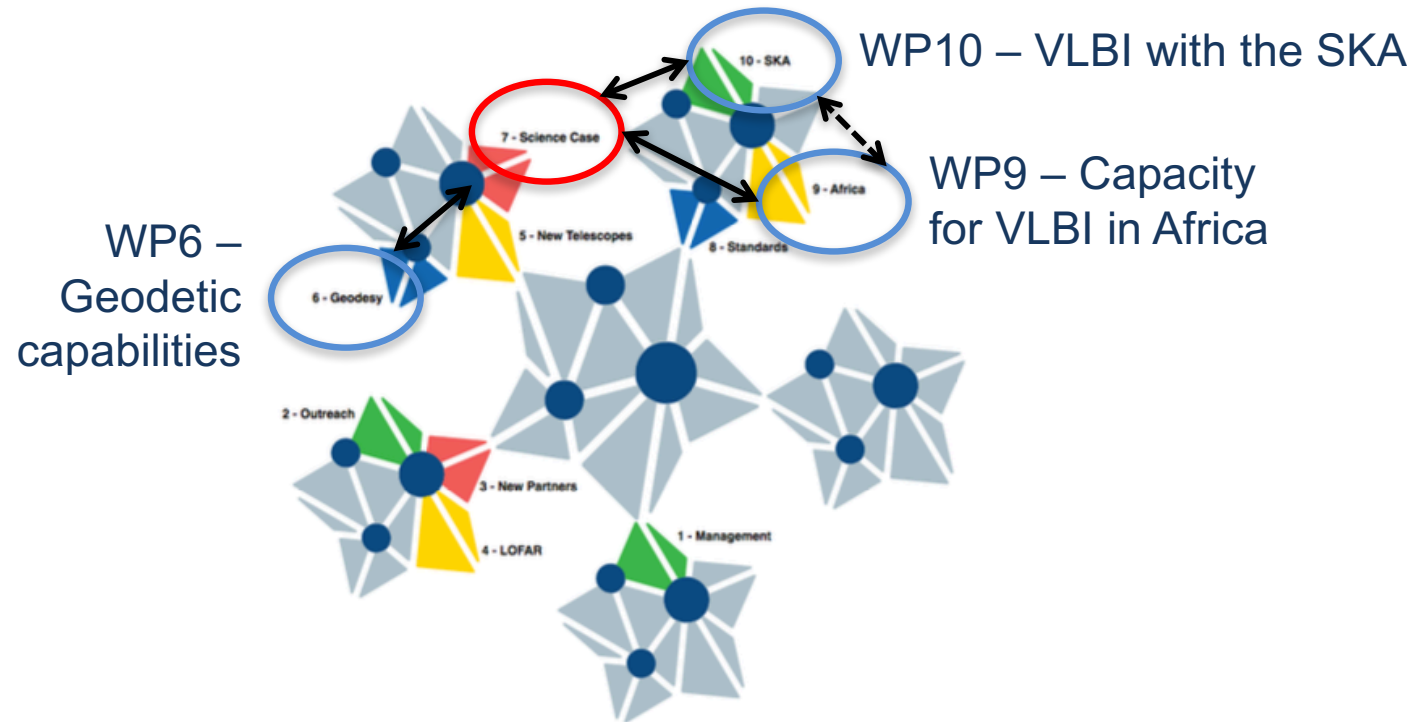 WP10 – VLBI with the SKA
10 - SKA
7 - Science Case
WP9 – Capacity
for VLBI in Africa
9 - Africa
WP6 –
Geodetic
capabilities
5 - New Telescopes
8 - Standards
6 - Geodesy
2 - Outreach
3 - New Partners
4 - LOFAR
1 - Management